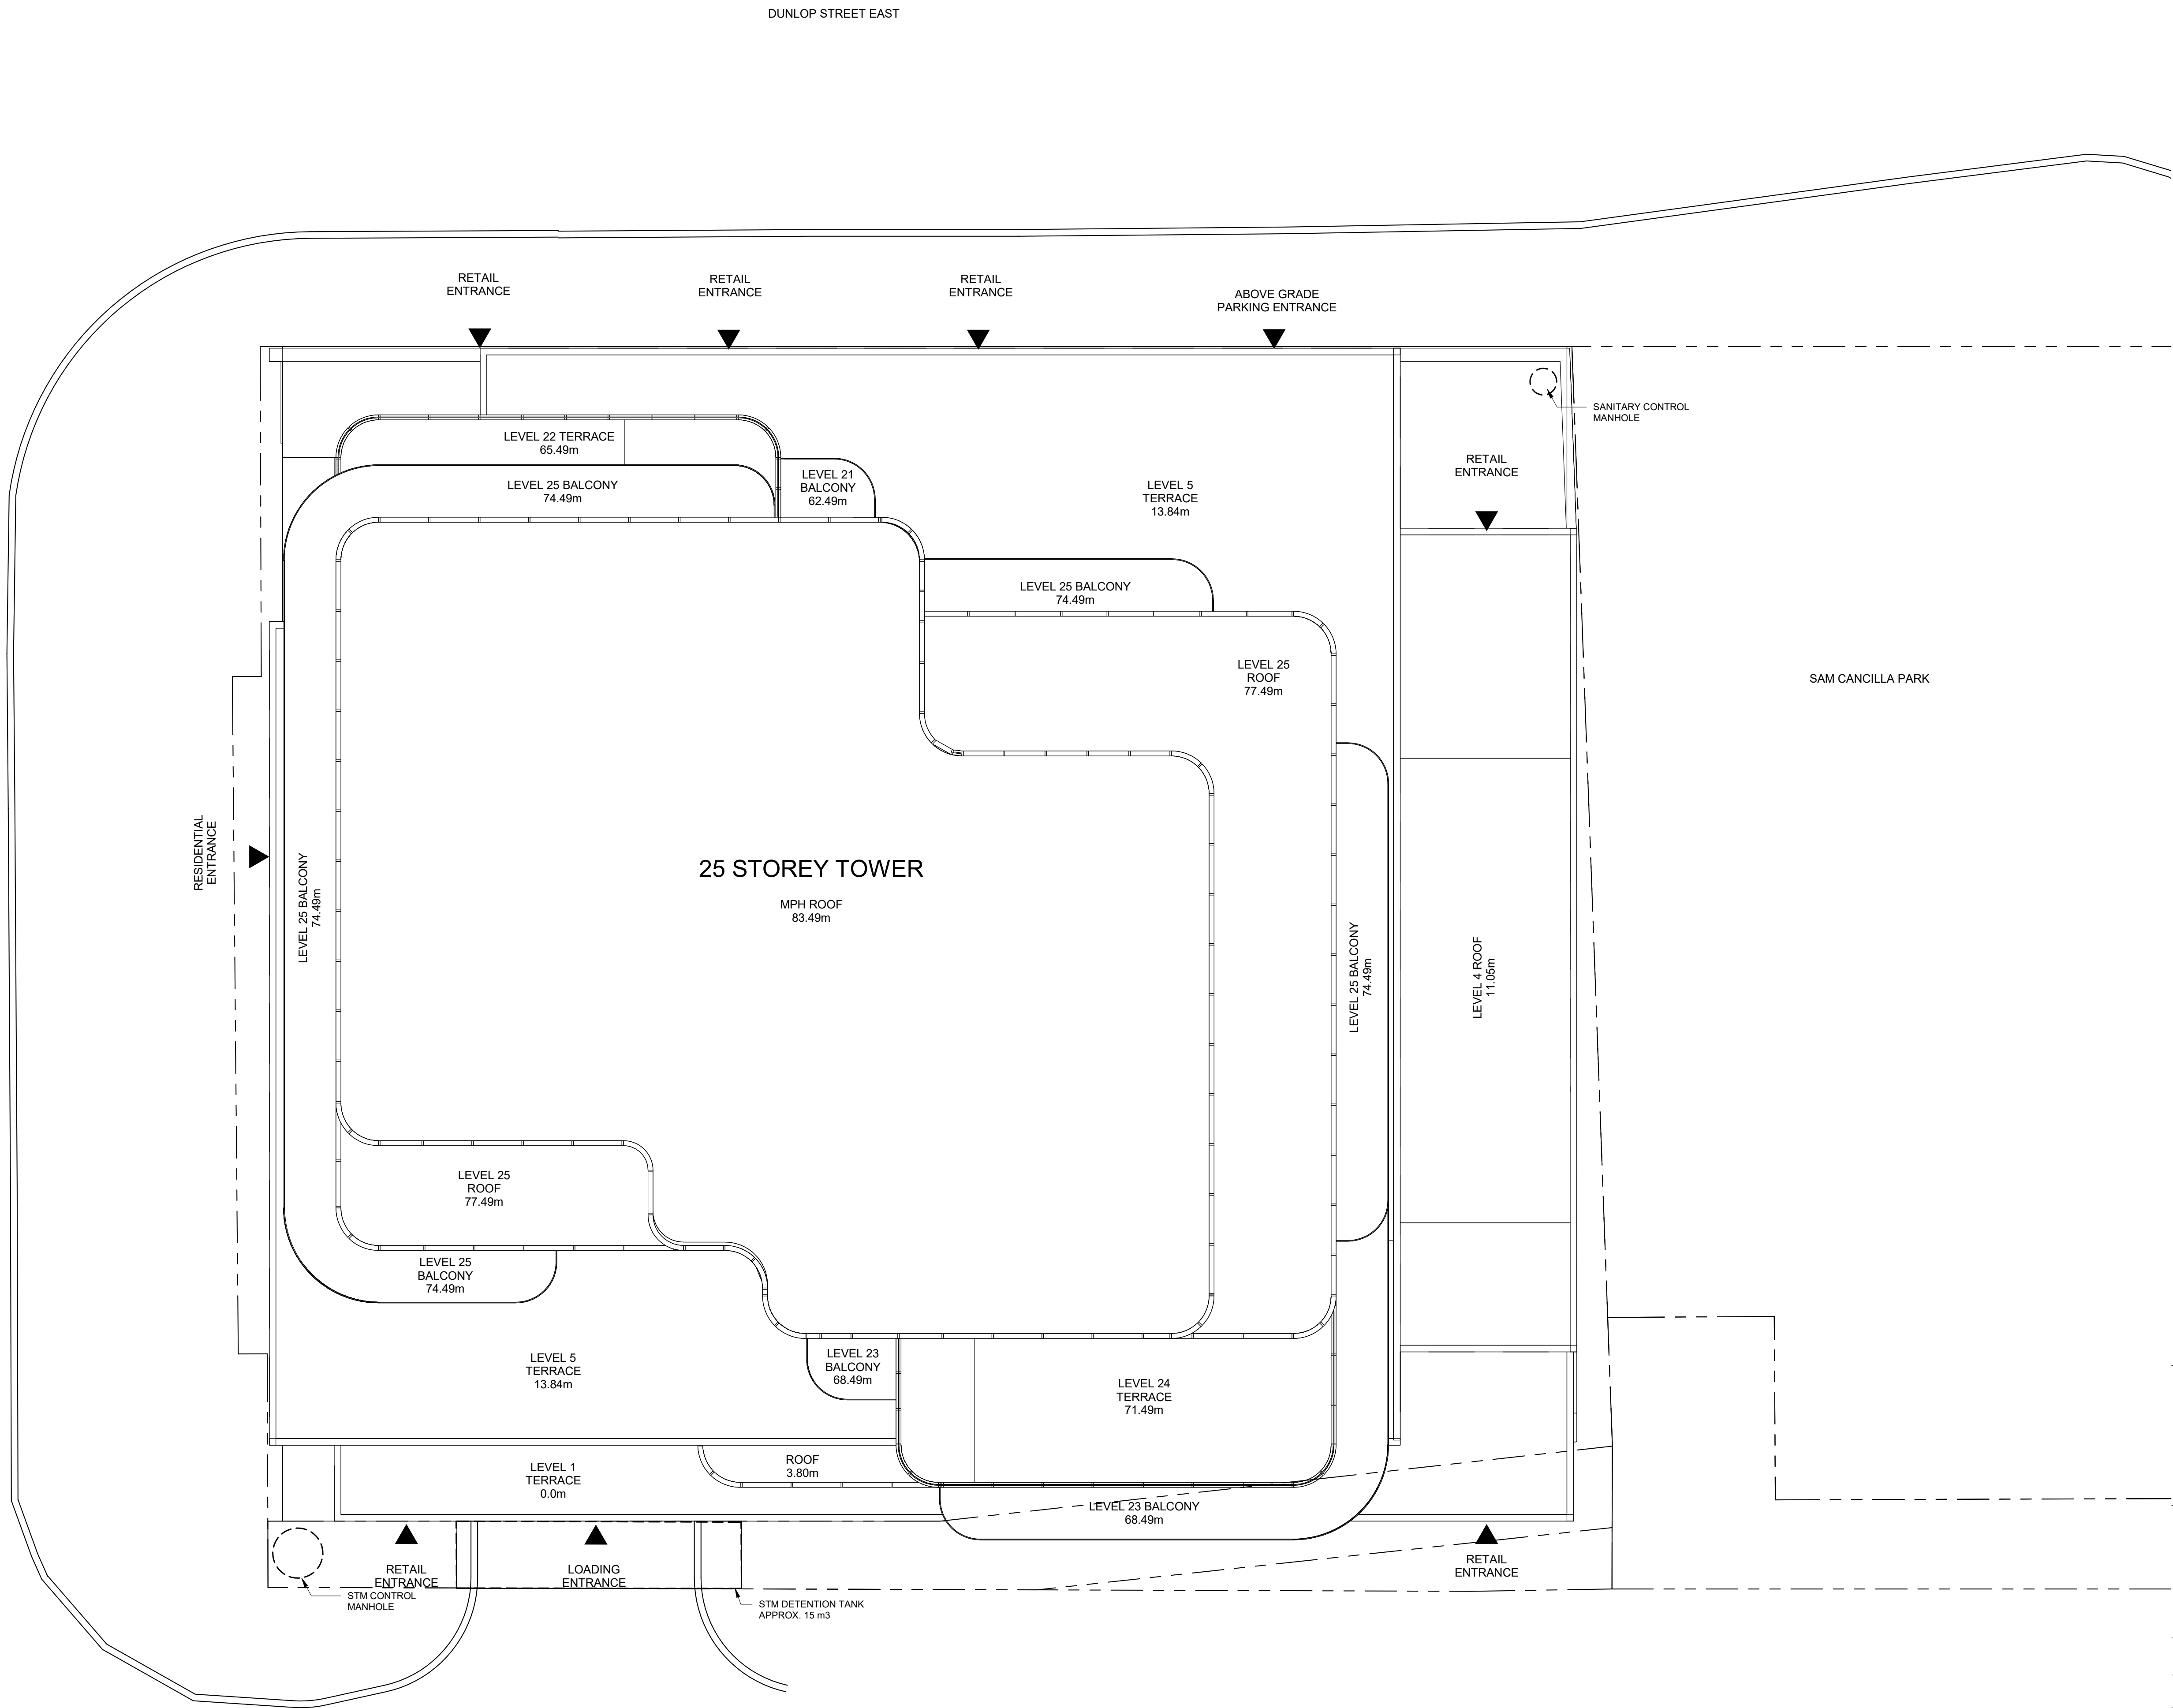 DUNLOP STREET EAST
RETAIL
ENTRANCE
RETAIL
ENTRANCE
RETAIL
ENTRANCE
ABOVE GRADE
PARKING ENTRANCE
SANITARY CONTROL
MANHOLE
LEVEL 22 TERRACE
65.49m
LEVEL 25 BALCONY
74.49m
LEVEL 21
BALCONY
62.49m
LEVEL 5
TERRACE
13.84m
RETAIL
ENTRANCE
LEVEL 25 BALCONY
74.49m
LEVEL 25
ROOF
77.49m
SAM CANCILLA PARK
RESIDENTIAL
ENTRANCE
LEVEL 25 BALCONY
74.49m
25 STOREY TOWER
MPH ROOF
83.49m
LEVEL 25 BALCONY
74.49m
LEVEL 4 ROOF
11.05m
LEVEL 25
ROOF
77.49m
LEVEL 25
BALCONY
74.49m
LEVEL 5
TERRACE
13.84m
LEVEL 23
BALCONY
68.49m
LEVEL 24
TERRACE
71.49m
LEVEL 1
TERRACE
0.0m
ROOF
3.80m
LEVEL 23 BALCONY
68.49m
RETAIL
ENTRANCE
LOADING
ENTRANCE
RETAIL
ENTRANCE
STM CONTROL
MANHOLE
STM DETENTION TANK
APPROX. 15 m3